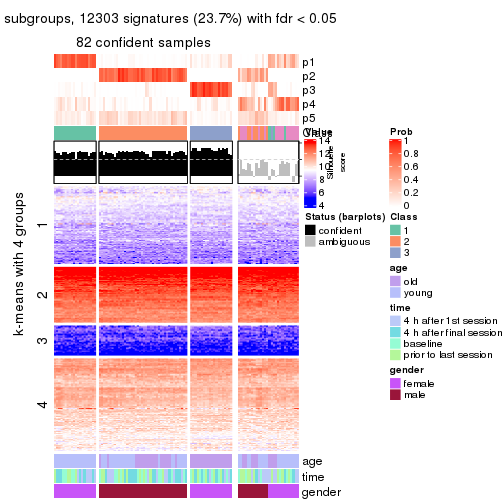 subgroups, 12303 signatures (23.7%) with fdr < 0.05
82 confident samples
p1
p2
p3
p4
p5
Class
silhouette
score
k-means with 4 groups
1
2
3
4
age
time
gender
Value
14
12
10
8
6
4
Status (barplots)
confident
ambiguous
Prob
1
0.8
0.6
0.4
0.2
0
Class
1
2
3
age
old
young
time
4 h after 1st session
4 h after final session
baseline
prior to last session
gender
female
male